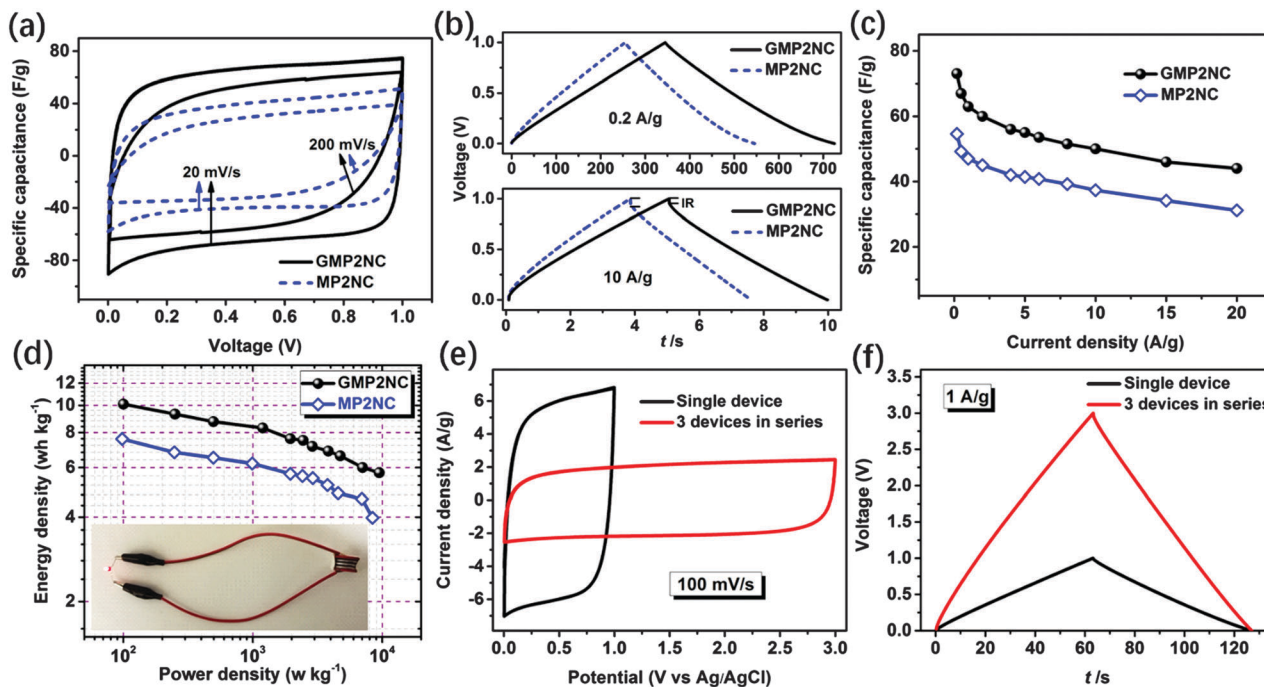 (a)
Specific capacitance (F/g)
80
40
0
-40
-80
20 mV/s
200 mV/s
GMP2NC
MP2NC
0.0 0.2 0.4 0.6 0.8 1.0
Voltage (V)
(b)
Voltage (V)
1.0
0.5
0.0
GMP2NC
MP2NC
0.2 A/g
0 100 200 300 400 500 600 700
1.0
0.5
0.0
IR
GMP2NC
MP2NC
10 A/g
0 2 4 6 8 10
t /s
(c)
Specific capacitance (F/g)
80
60
40
20
GMP2NC
MP2NC
0 5 10 15 20
Current density (A/g)
(d)
Energy density (wh kg⁻¹)
12
10
8
6
4
2
GMP2NC
MP2NC
10² 10³ 10⁴
Power density (w kg⁻¹)
(e)
Current density (A/g)
6
4
2
0
-2
-4
-6
Single device
3 devices in series
100 mV/s
0.0 0.5 1.0 1.5 2.0 2.5 3.0
Potential (V vs Ag/AgCl)
(f)
Voltage (V)
3.5
3.0
2.5
2.0
1.5
1.0
0.5
0.0
1 A/g
Single device
3 devices in series
0 20 40 60 80 100 120
t /s